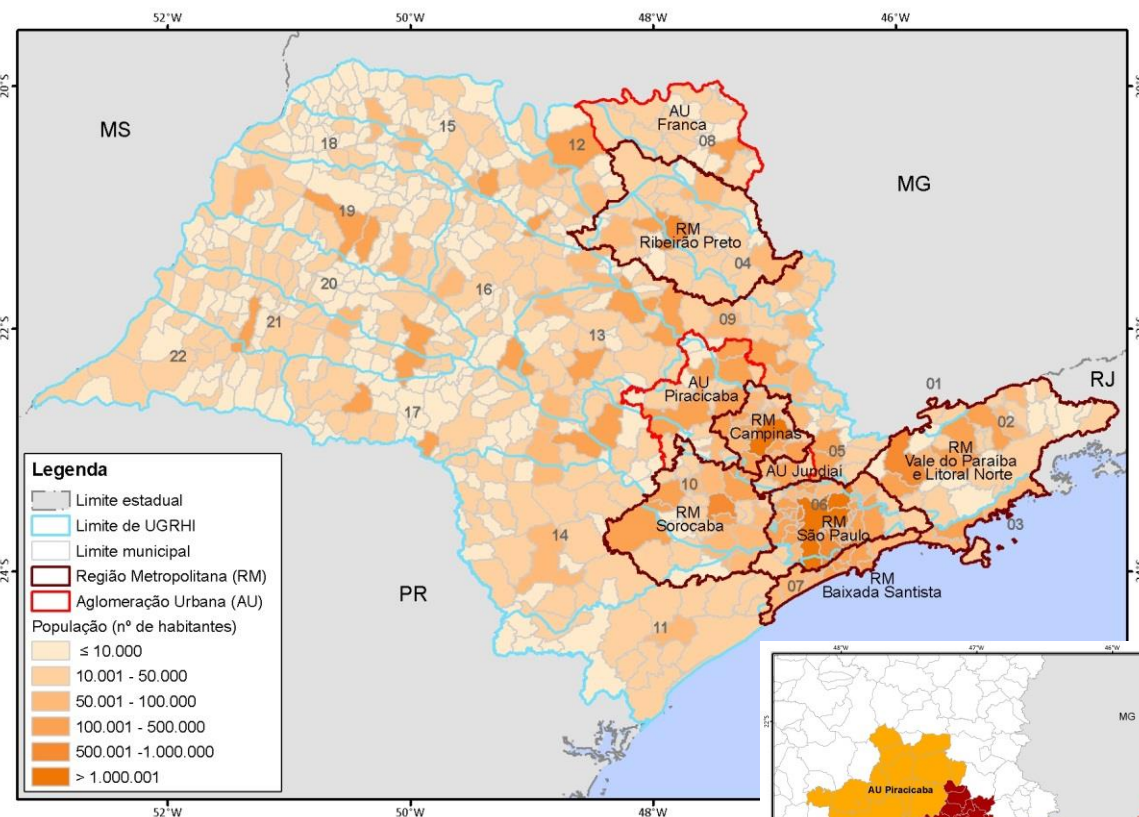 52°W 50°W 48°W 46°W
20°S
20°S
MS
MG
RJ
PR
AU
Franca
08
15
18
12
RM
Ribeirão Preto
19
04
20
16
21
09
13
22
AU
Piracicaba
17
01
02
RM
Campinas
05
RM
Vale do Paraíba
e Litoral Norte
AU Jundiaí
10
RM
Sorocaba
06
RM
São Paulo
03
14
07
RM
Baixada Santista
11
22°S
24°S
Legenda
Limite estadual
Limite de UGRHI
Limite municipal
Região Metropolitana (RM)
Aglomeração Urbana (AU)
População (nº de habitantes)
≤ 10.000
10.001 - 50.000
50.001 - 100.000
100.001 - 500.000
500.001 -1.000.000
> 1.000.001
52°W 50°W 48°W
48°W 47°W 46°W
22°S
MG
AU Piracicaba